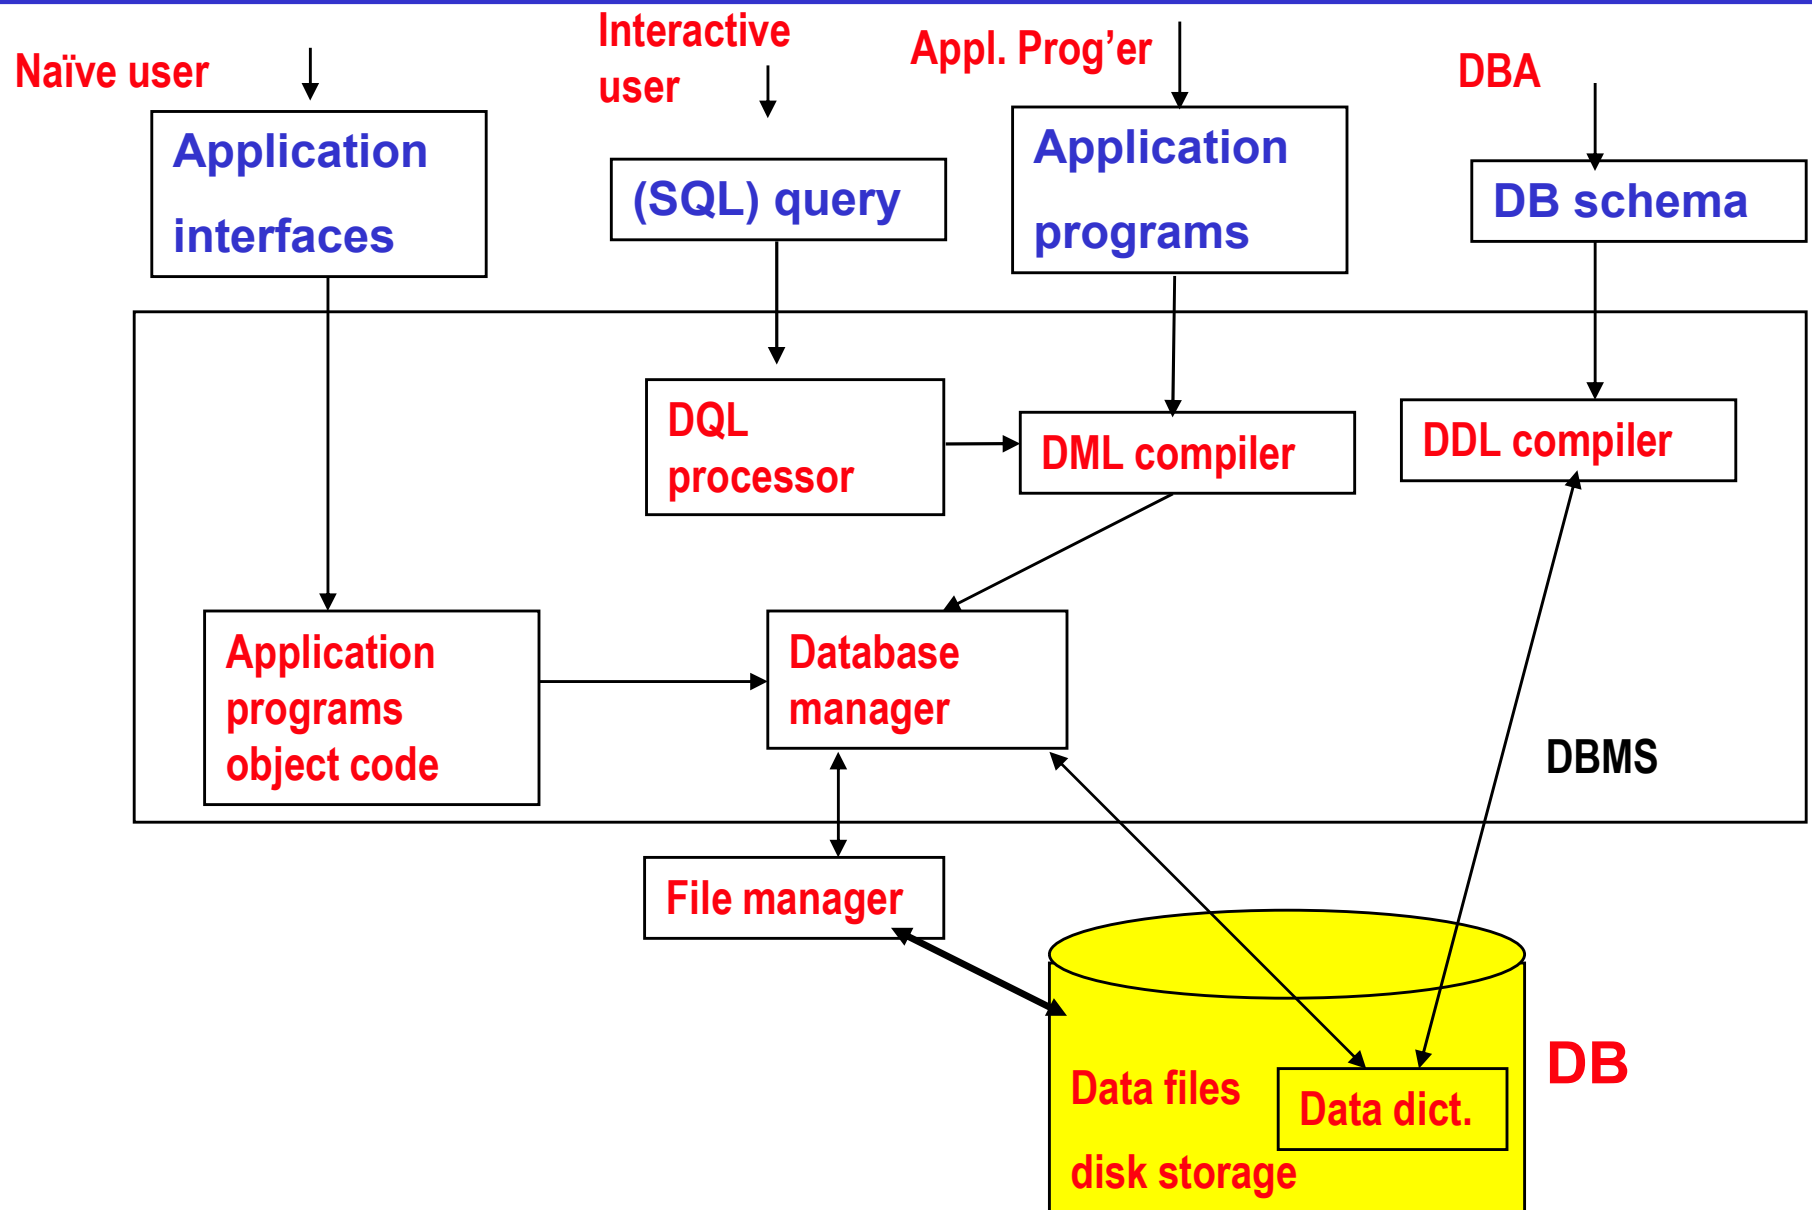 Naïve user
Interactive
user
Appl. Prog’er
DBA
Application
interfaces
(SQL) query
Application
programs
DB schema
DQL
processor
DML compiler
DDL compiler
Application
programs
object code
Database
manager
DBMS
File manager
DB
Data files
disk storage
Data dict.